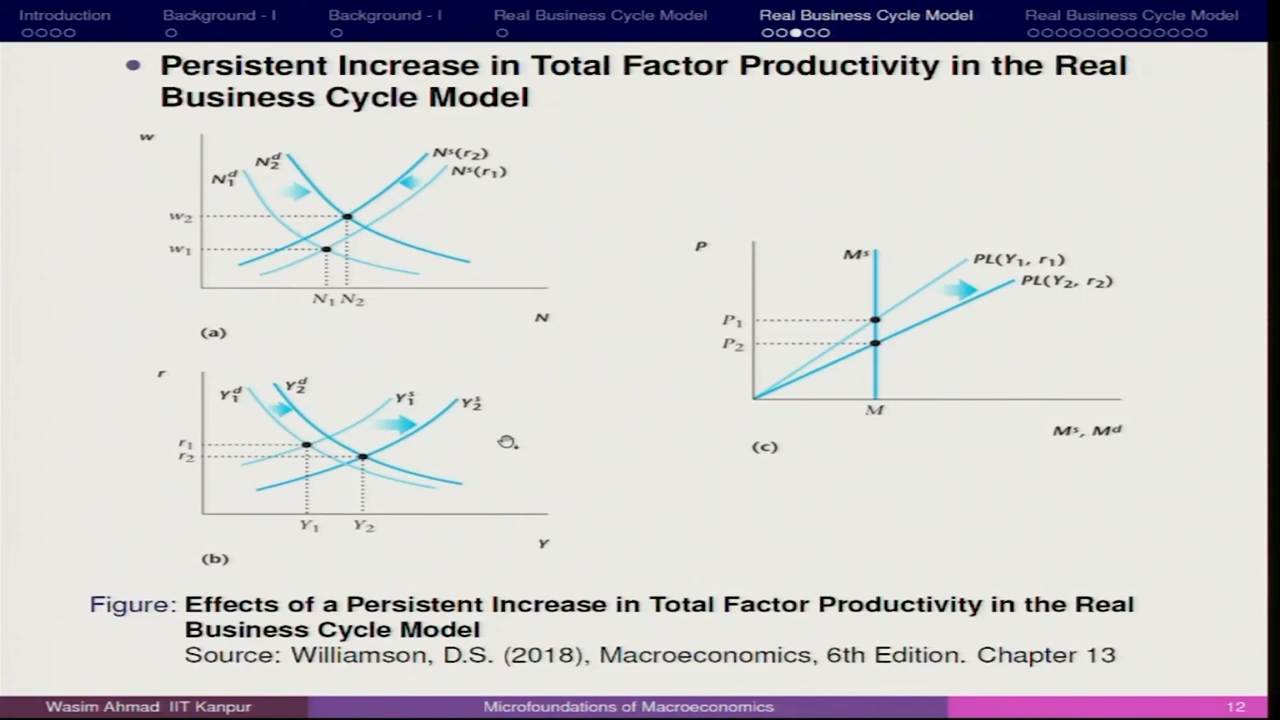 Introduction
Background - I
Background - I
Real Business Cycle Model
Real Business Cycle Model
Real Business Cycle Model
• Persistent Increase in Total Factor Productivity in the Real
Business Cycle Model
w
N₁ᵈ
N₂ᵈ
Nˢ(r₂)
Nˢ(r₁)
w₂
w₁
N₁ N₂
N
(a)
r
Y₁ᵈ
Y₂ᵈ
Y₁ˢ
Y₂ˢ
r₁
r₂
Y₁
Y₂
Y
(b)
P
Mˢ
PL(Y₁, r₁)
PL(Y₂, r₂)
P₁
P₂
M
Mˢ, Mᵈ
(c)
Figure: Effects of a Persistent Increase in Total Factor Productivity in the Real
Business Cycle Model
Source: Williamson, D.S. (2018), Macroeconomics, 6th Edition. Chapter 13
Wasim Ahmad IIT Kanpur
Microfoundations of Macroeconomics
12